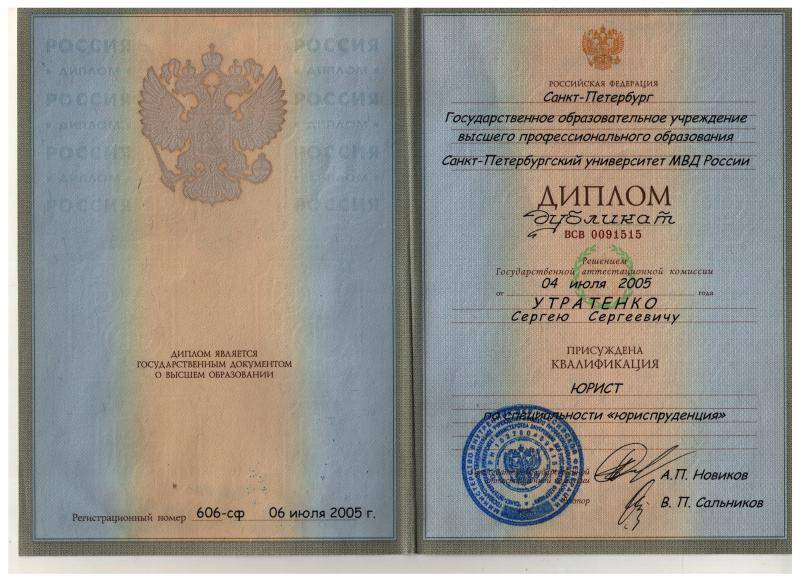 РОССИЯ РОССИЯ
• ДИПЛОМ • • ДИПЛОМ •
РОССИЯ РОССИЯ
• ДИПЛОМ • • ДИПЛОМ •
РОССИЯ РОССИЯ
• ДИПЛОМ • • ДИПЛОМ •
РОССИЯ РОССИЯ
ДИПЛОМ ЯВЛЯЕТСЯ
ГОСУДАРСТВЕННЫМ ДОКУМЕНТОМ
О ВЫСШЕМ ОБРАЗОВАНИИ
Регистрационный номер 606-сф 06 июля 2005 г.
РОССИЙСКАЯ ФЕДЕРАЦИЯ
Санкт-Петербург
Государственное образовательное учреждение
высшего профессионального образования
Санкт-Петербургский университет МВД России
ДИПЛОМ
дубликат
ВСВ 0091515
Решением
Государственной аттестационной комиссии
от 04 июля 2005 года
УТРАТЕНКО
Сергею Сергеевичу
ПРИСУЖДЕНА
КВАЛИФИКАЦИЯ
ЮРИСТ
по специальности «юриспруденция»
А.П. Новиков
В. П. Сальников